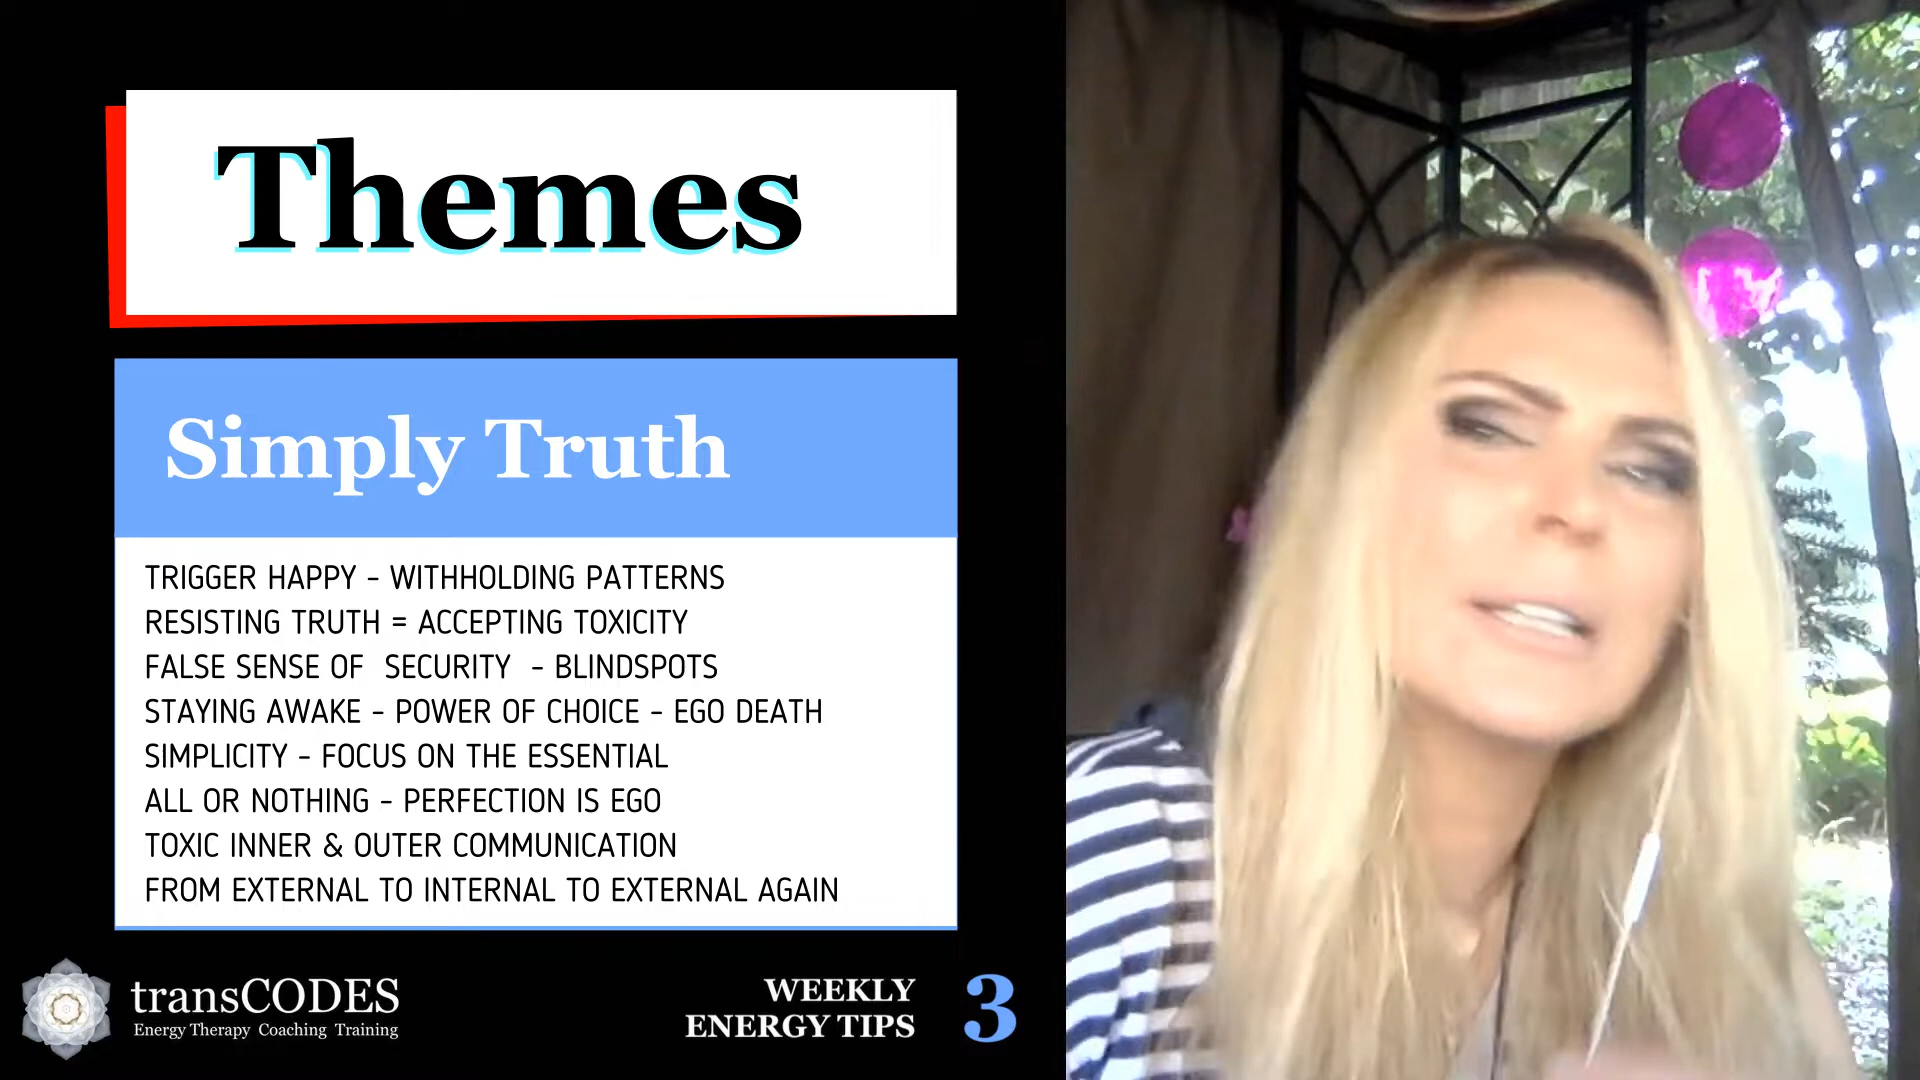 Themes
Simply Truth
TRIGGER HAPPY - WITHHOLDING PATTERNS
RESISTING TRUTH = ACCEPTING TOXICITY
FALSE SENSE OF SECURITY - BLINDSPOTS
STAYING AWAKE - POWER OF CHOICE - EGO DEATH
SIMPLICITY - FOCUS ON THE ESSENTIAL
ALL OR NOTHING - PERFECTION IS EGO
TOXIC INNER & OUTER COMMUNICATION
FROM EXTERNAL TO INTERNAL TO EXTERNAL AGAIN
transCODES
Energy Therapy Coaching Training
WEEKLY
ENERGY TIPS
3